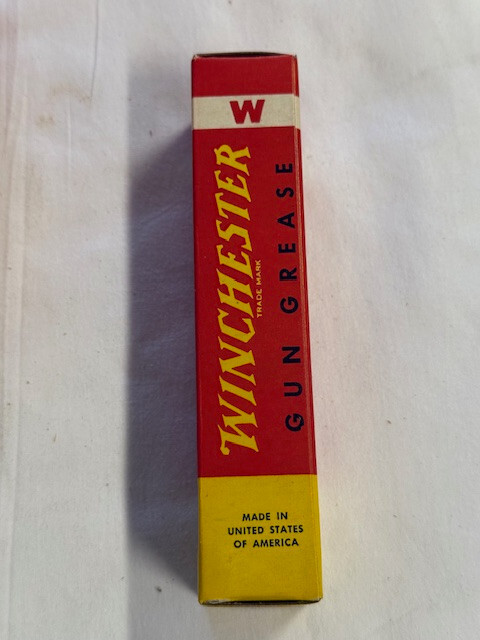 W
WINCHESTER
TRADE MARK
GUN GREASE
MADE IN
UNITED STATES
OF AMERICA